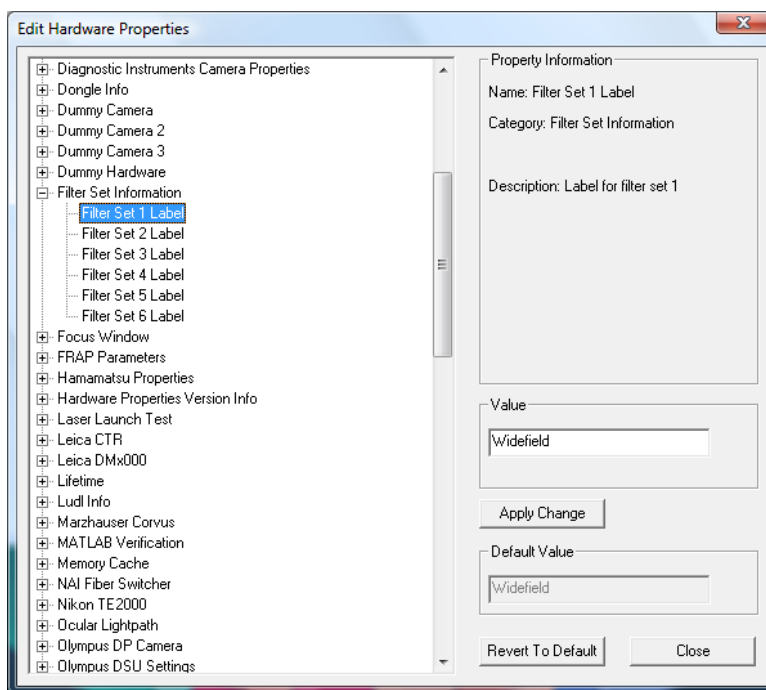 Edit Hardware Properties
Diagnostic Instruments Camera Properties
Dongle Info
Dummy Camera
Dummy Camera 2
Dummy Camera 3
Dummy Hardware
Filter Set Information
Filter Set 1 Label
Filter Set 2 Label
Filter Set 3 Label
Filter Set 4 Label
Filter Set 5 Label
Filter Set 6 Label
Focus Window
FRAP Parameters
Hamamatsu Properties
Hardware Properties Version Info
Laser Launch Test
Leica CTR
Leica DMx000
Lifetime
Ludl Info
Marzhauser Corvus
MATLAB Verification
Memory Cache
NAI Fiber Switcher
Nikon TE2000
Ocular Lightpath
Olympus DP Camera
Olympus DSU Settings
Property Information
Name: Filter Set 1 Label
Category: Filter Set Information
Description: Label for filter set 1
Value
Widefield
Apply Change
Default Value
Widefield
Revert To Default
Close